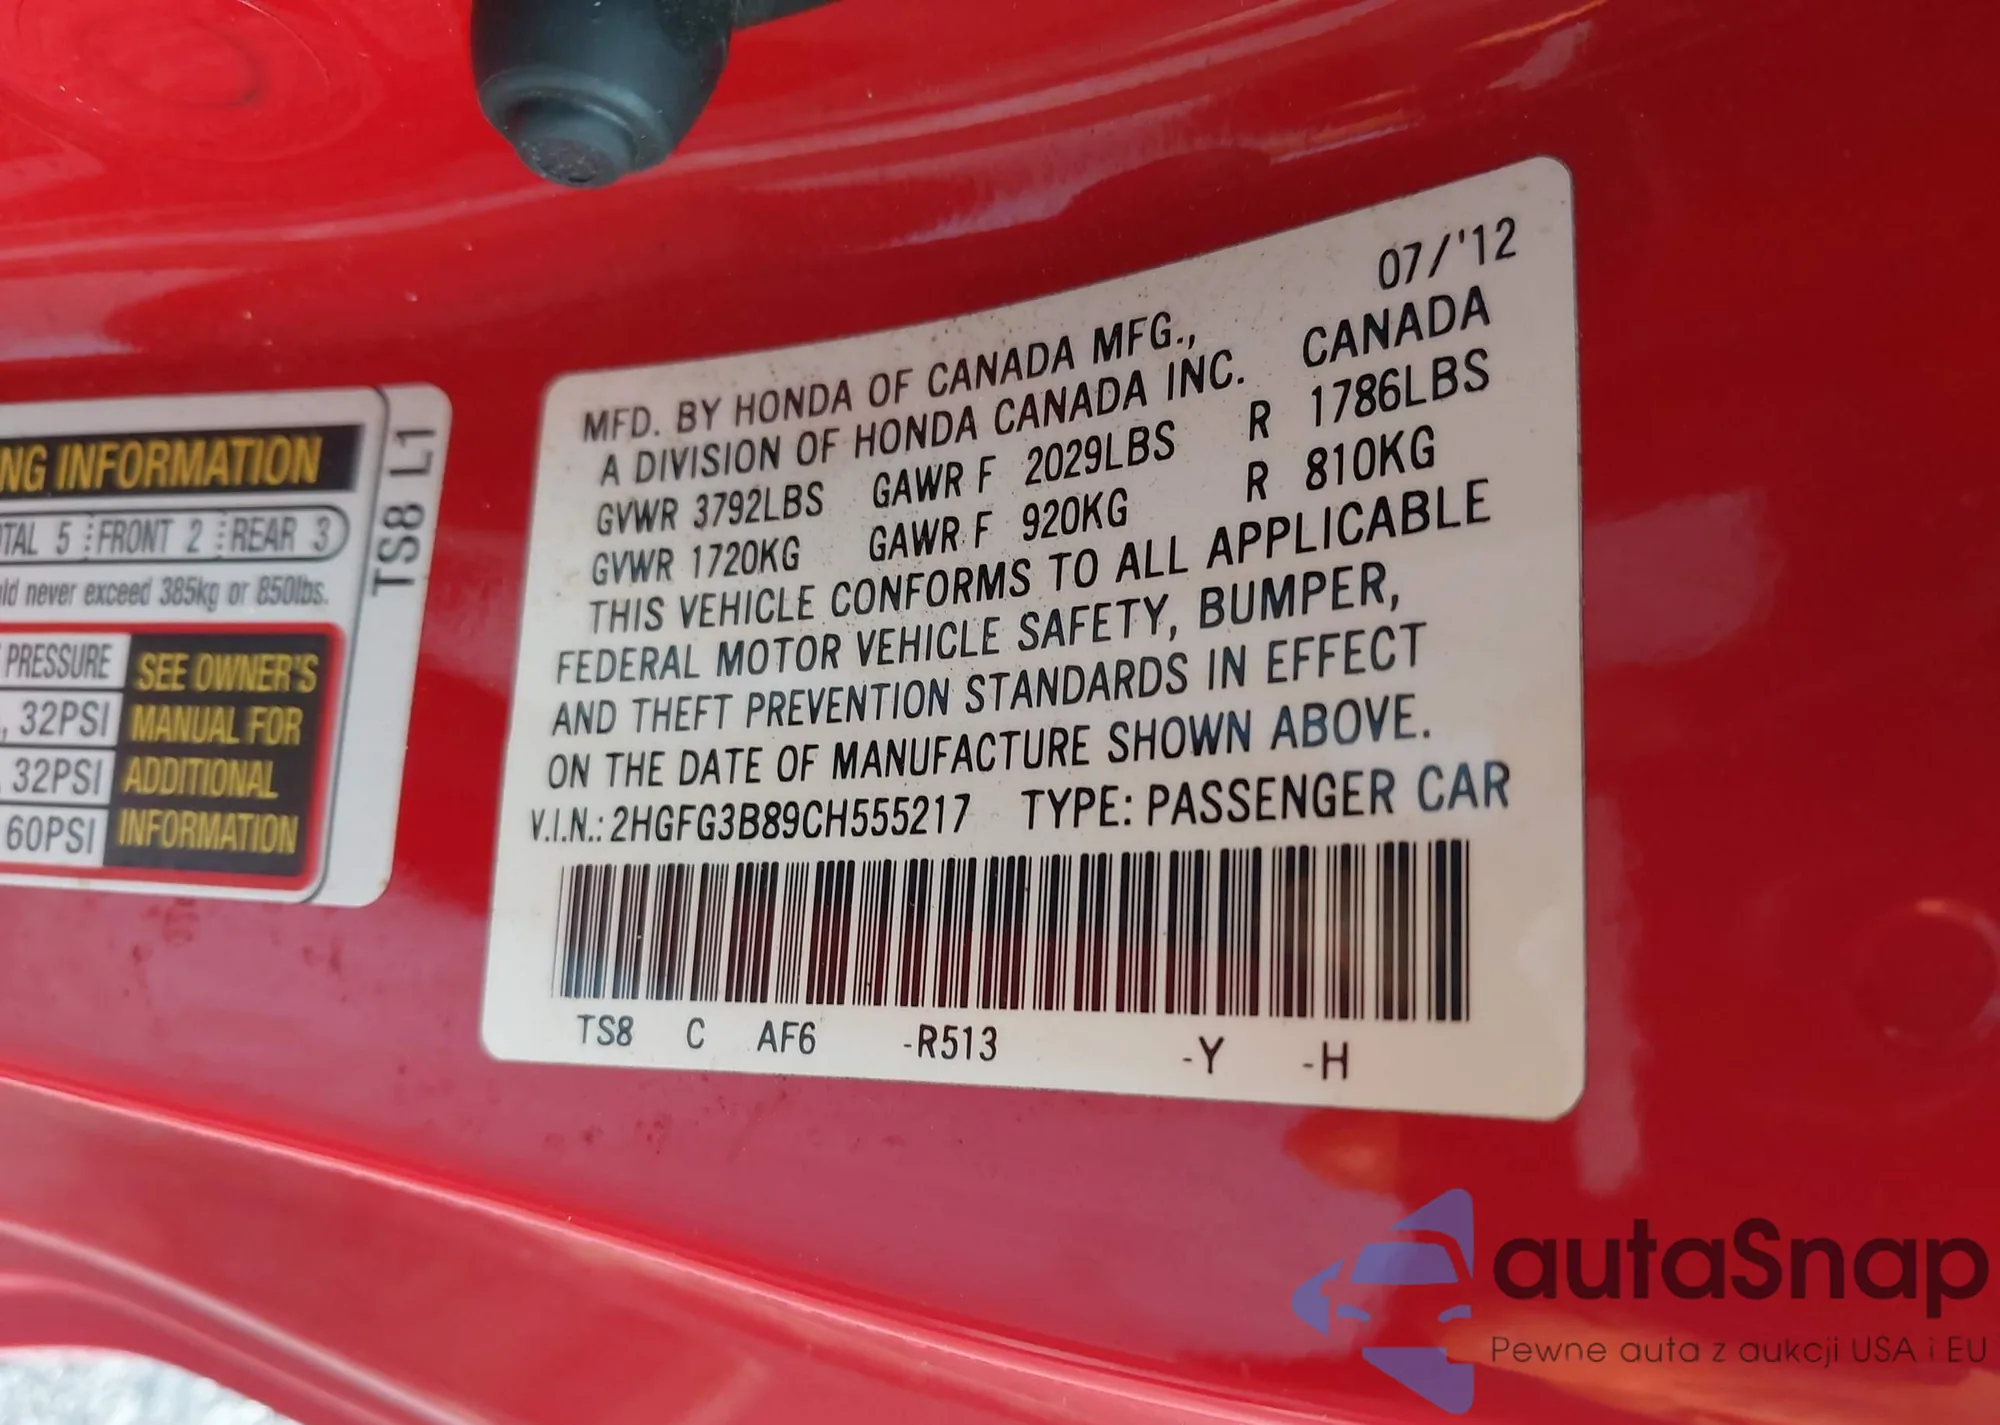 NG INFORMATION
TAL 5 FRONT 2 REAR 3
ld never exceed 385kg or 850lbs.
PRESSURE
, 32PSI
, 32PSI
60PSI
SEE OWNER'S
MANUAL FOR
ADDITIONAL
INFORMATION
TS8 L1
07/'12
MFD. BY HONDA OF CANADA MFG.,
A DIVISION OF HONDA CANADA INC. CANADA
GVWR 3792LBS GAWR F 2029LBS R 1786LBS
GVWR 1720KG GAWR F 920KG R 810KG
THIS VEHICLE CONFORMS TO ALL APPLICABLE
FEDERAL MOTOR VEHICLE SAFETY, BUMPER,
AND THEFT PREVENTION STANDARDS IN EFFECT
ON THE DATE OF MANUFACTURE SHOWN ABOVE.
V.I.N.: 2HGFG3B89CH555217 TYPE: PASSENGER CAR
TS8 C AF6 -R513 -Y -H
autaSnap
Pewne auta z aukcji USA i EU